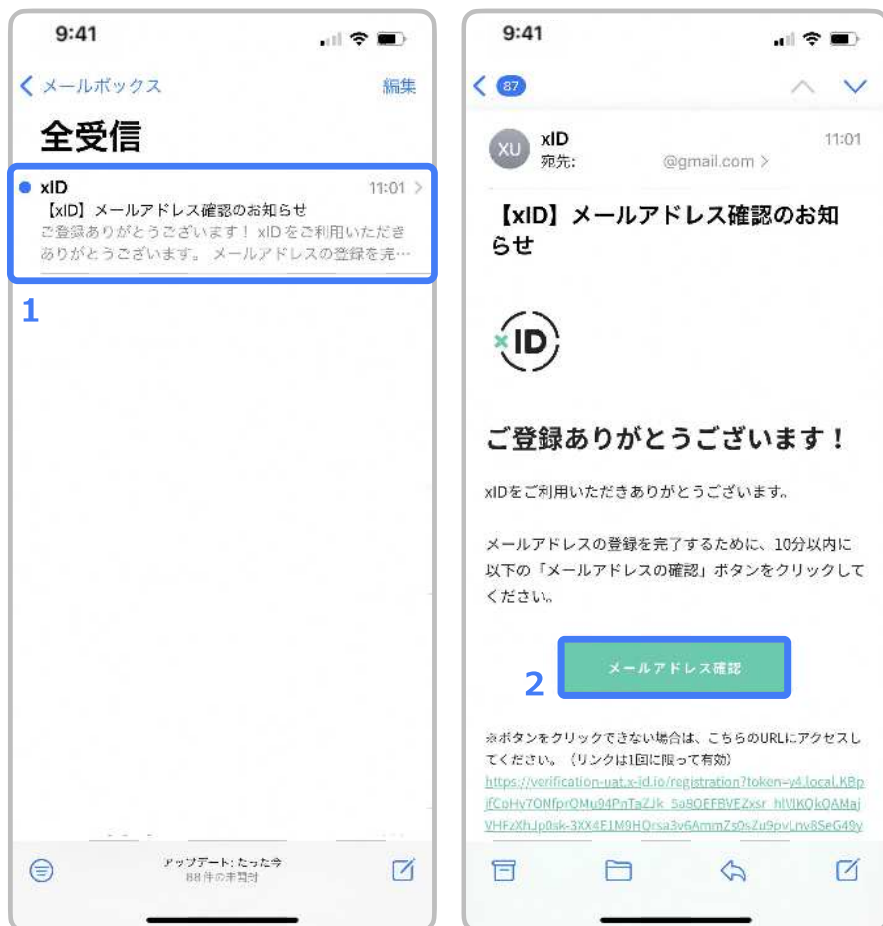 9:41
メールボックス
編集
全受信
xID
11:01
【xID】メールアドレス確認のお知らせ
ご登録ありがとうございます！ xIDをご利用いただき
ありがとうございます。 メールアドレスの登録を完…
1
アップデート: たった今
88件の未開封
9:41
87
XU
xID
11:01
宛先:
@gmail.com
【xID】メールアドレス確認のお知
らせ
xID
ご登録ありがとうございます！
xIDをご利用いただきありがとうございます。
メールアドレスの登録を完了するために、10分以内に
以下の「メールアドレスの確認」ボタンをクリックして
ください。
2
メールアドレス確認
※ボタンをクリックできない場合は、こちらのURLにアクセスし
てください。（リンクは1回に限って有効）
https://verification-uat.x-id.io/registration?token=v4.local.KBp